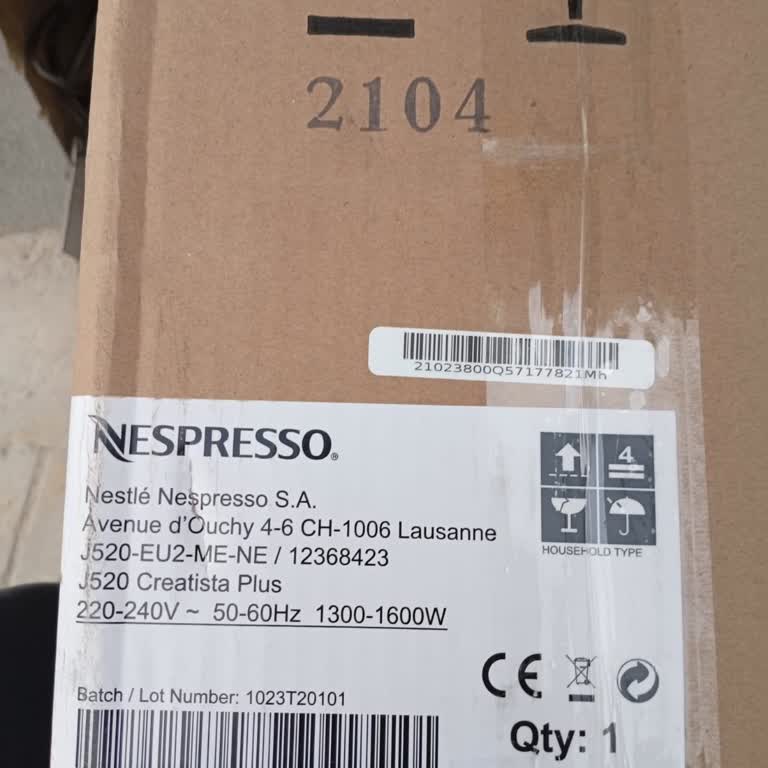 2104
21023800Q57177821Mh
NESPRESSO®
4
Nestlé Nespresso S.A.
Avenue d'Ouchy 4-6 CH-1006 Lausanne
J520-EU2-ME-NE / 12368423
HOUSEHOLD TYPE
J520 Creatista Plus
220-240V ~ 50-60Hz 1300-1600W
CE
Batch / Lot Number: 1023T20101
Qty: 1